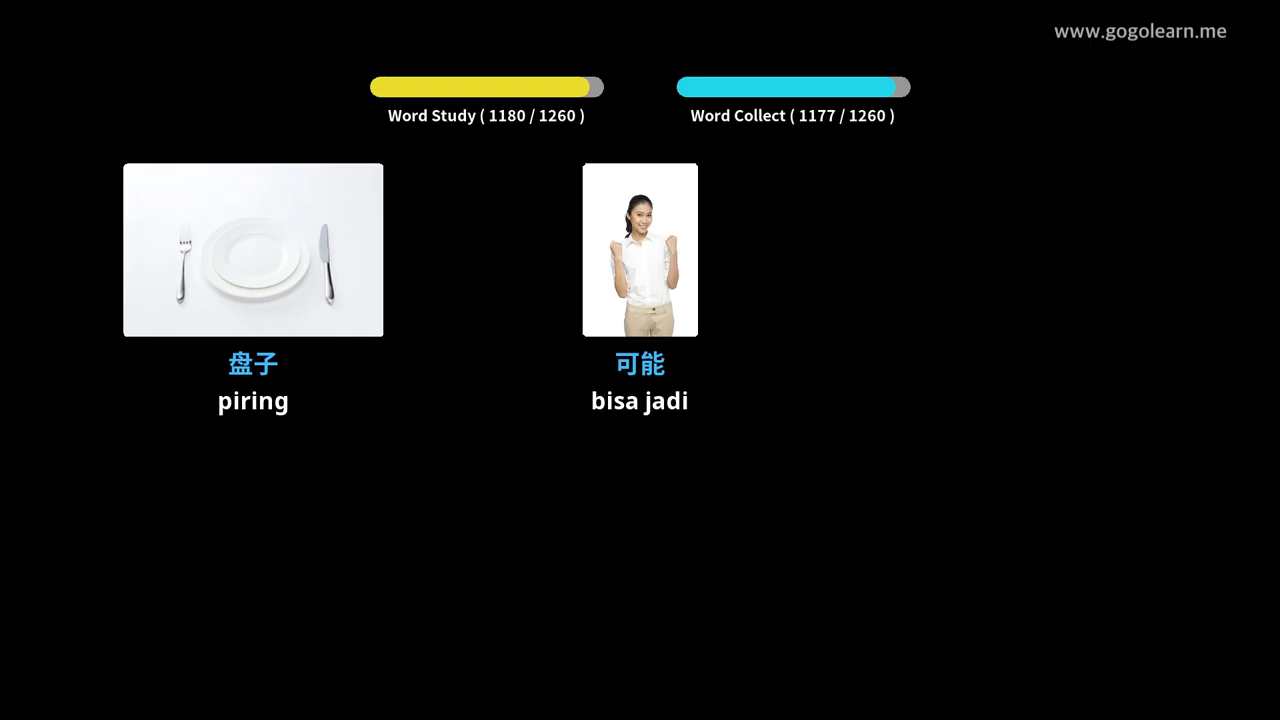 www.gogolearn.me
Word Study ( 1180 / 1260 )
Word Collect ( 1177 / 1260 )
盘子
piring
可能
bisa jadi